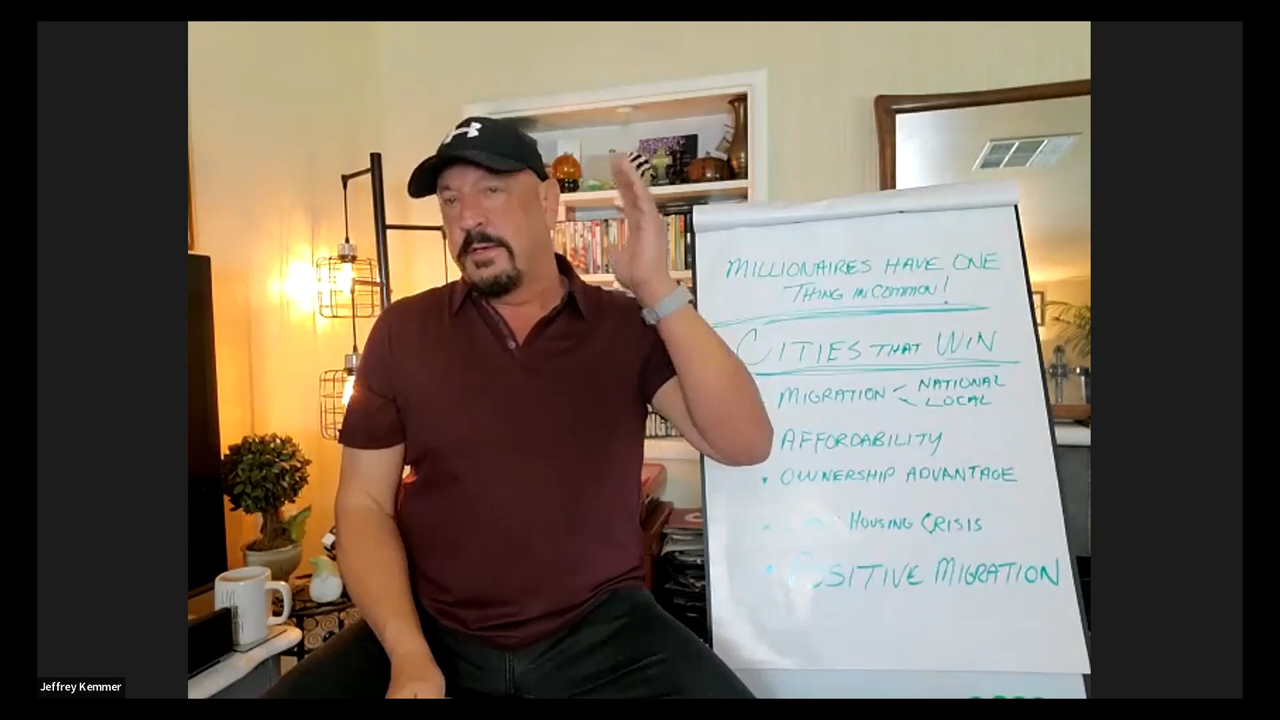 MILLIONAIRES HAVE ONE
THING IN COMMON!
CITIES THAT WIN
MIGRATION < NATIONAL
LOCAL
AFFORDABILITY
• OWNERSHIP ADVANTAGE
HOUSING CRISIS
• POSITIVE MIGRATION
LIVE
Jeffrey Kemmer